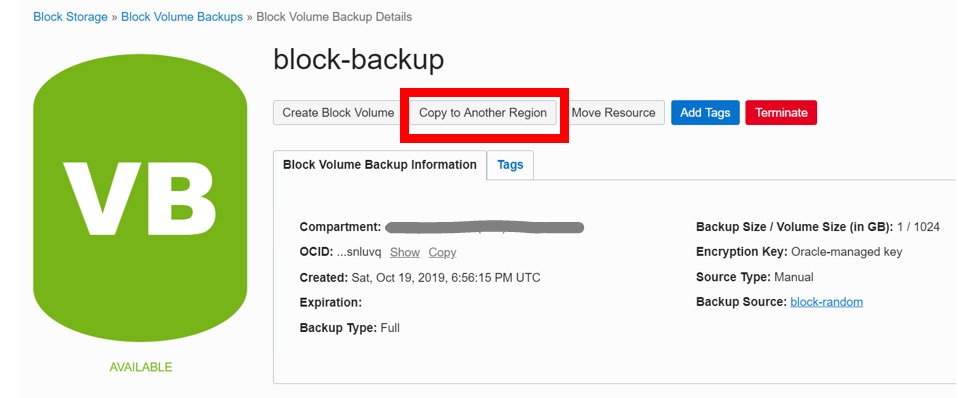 Block Storage » Block Volume Backups » Block Volume Backup Details
block-backup
Create Block Volume Copy to Another Region Move Resource Add Tags Terminate
VB
AVAILABLE
Block Volume Backup Information Tags
Compartment:
OCID: ...snluvq Show Copy
Created: Sat, Oct 19, 2019, 6:56:15 PM UTC
Expiration:
Backup Type: Full
Backup Size / Volume Size (in GB): 1 / 1024
Encryption Key: Oracle-managed key
Source Type: Manual
Backup Source: block-random